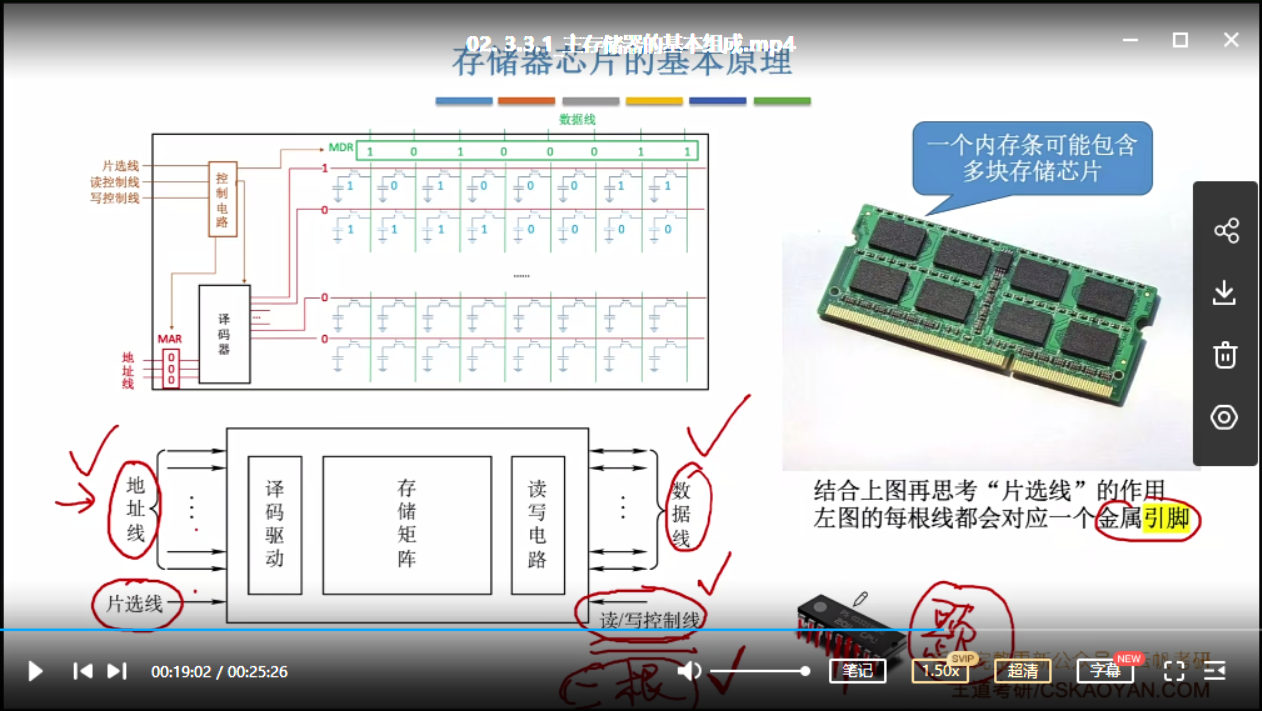 02. 3.3.1_主存储器的基本组成.mp4
存储器芯片的基本原理
数据线
MDR 1 0 1 0 0 0 1 1
片选线
读控制线
写控制线
控制电路
1
1 0 1 0 0 0 1 1
0
1 1 1 1 0 0 0 0
......
0
0
译码器
...
MAR
地址线
0
0
0
一个内存条可能包含
多块存储芯片
地址线
片选线
译码驱动
存储矩阵
读写电路
数据线
读/写控制线
结合上图再思考“片选线”的作用
左图的每根线都会对应一个金属引脚
根
00:19:02 / 00:25:26
笔记
1.50x
SVIP
超清
字幕
NEW
王道考研/CSKAOYAN.COM